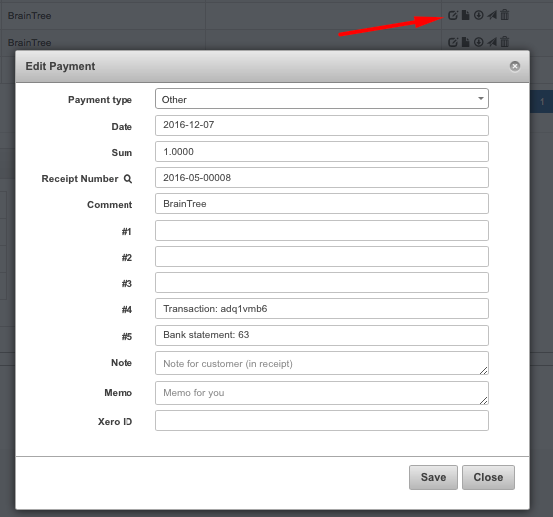 BrainTree
BrainTree
Edit Payment
1
Payment type Other
Date 2016-12-07
Sum 1.0000
Receipt Number 2016-05-00008
Comment BrainTree
#1
#2
#3
#4 Transaction: adq1vmb6
#5 Bank statement: 63
Note Note for customer (in receipt)
Memo Memo for you
Xero ID
Save Close